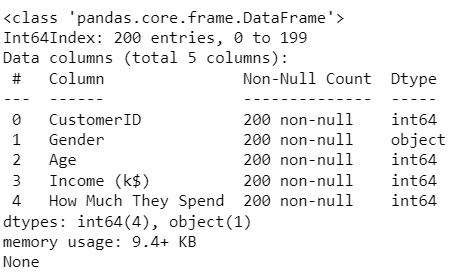 <class 'pandas.core.frame.DataFrame'>
Int64Index: 200 entries, 0 to 199
Data columns (total 5 columns):
 #   Column               Non-Null Count  Dtype
---  ------               --------------  -----
 0   CustomerID           200 non-null    int64
 1   Gender               200 non-null    object
 2   Age                  200 non-null    int64
 3   Income (k$)          200 non-null    int64
 4   How Much They Spend  200 non-null    int64
dtypes: int64(4), object(1)
memory usage: 9.4+ KB
None